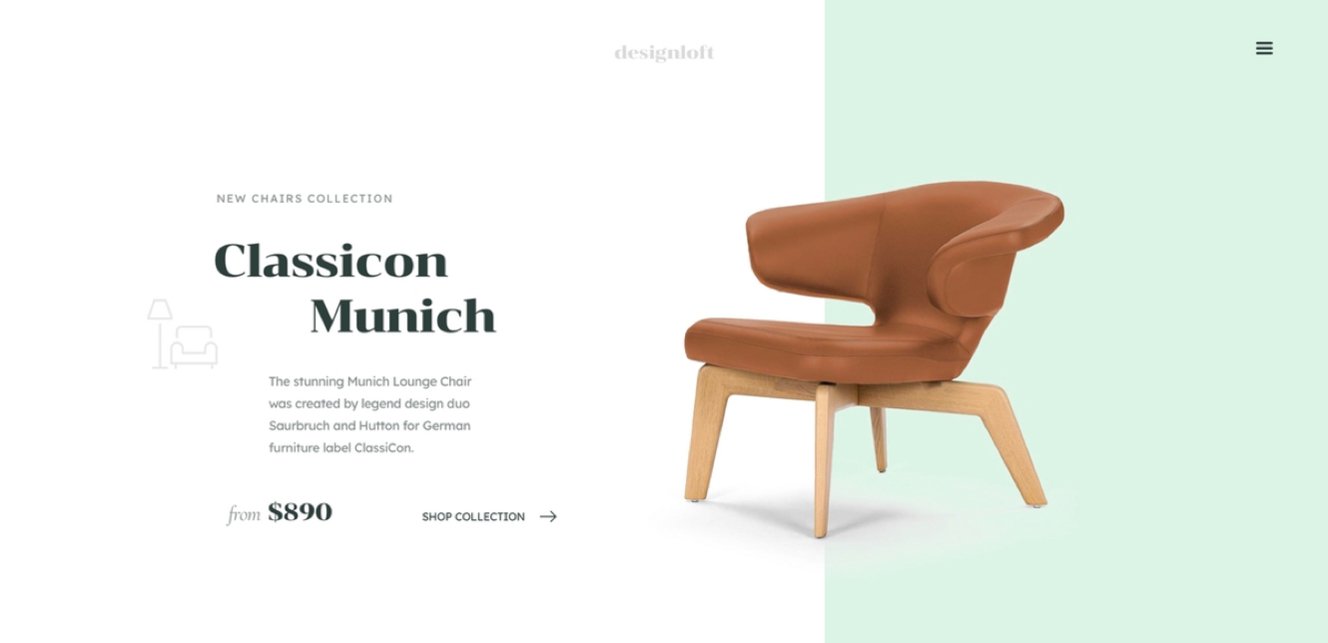 designloft
NEW CHAIRS COLLECTION
Classicon
Munich
The stunning Munich Lounge Chair
was created by legend design duo
Saurbruch and Hutton for German
furniture label ClassiCon.
from $890
SHOP COLLECTION